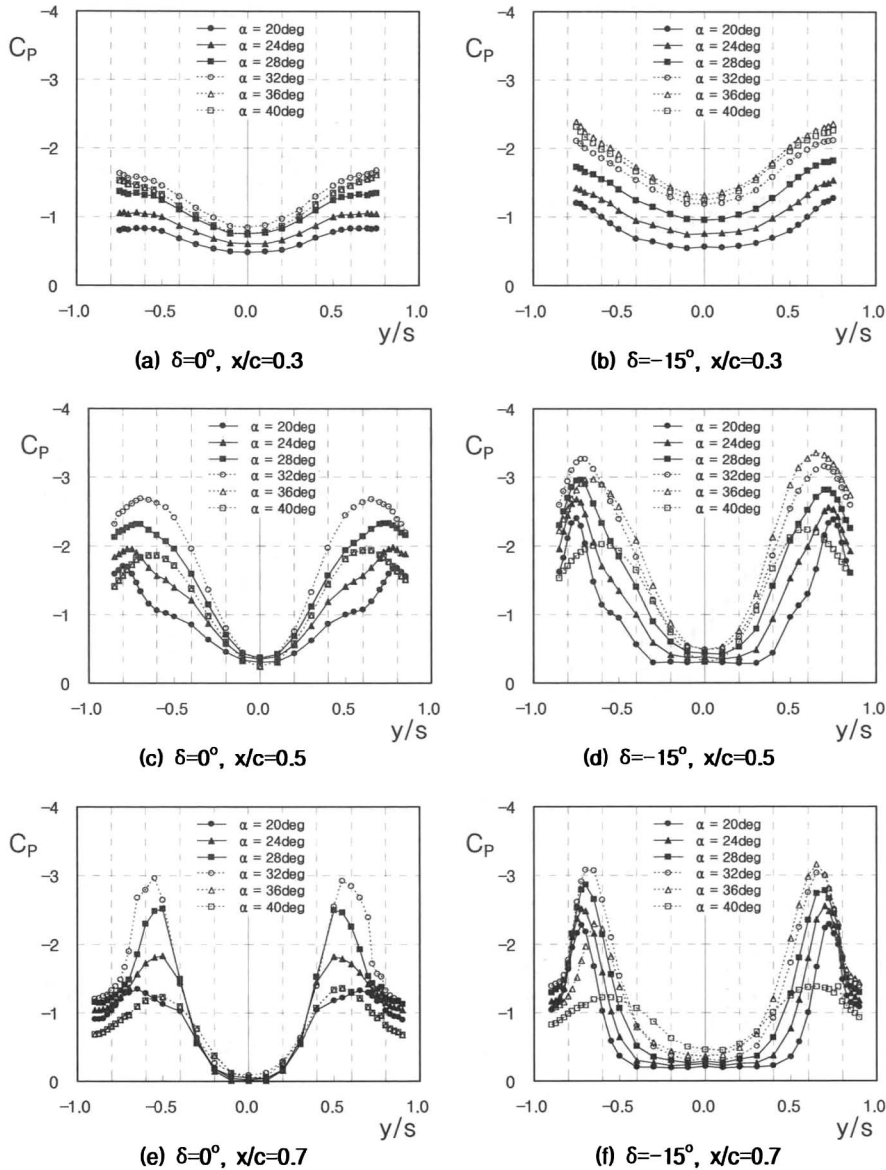 -4
C_P
-3
-2
-1
0
α = 20deg
α = 24deg
α = 28deg
α = 32deg
α = 36deg
α = 40deg
-1.0
-0.5
0.0
0.5
1.0
y/s
(a) δ=0°, x/c=0.3
-4
C_P
-3
-2
-1
0
α = 20deg
α = 24deg
α = 28deg
α = 32deg
α = 36deg
α = 40deg
-1.0
-0.5
0.0
0.5
1.0
y/s
(b) δ=-15°, x/c=0.3
-4
C_P
-3
-2
-1
0
α = 20deg
α = 24deg
α = 28deg
α = 32deg
α = 36deg
α = 40deg
-1.0
-0.5
0.0
0.5
1.0
y/s
(c) δ=0°, x/c=0.5
-4
C_P
-3
-2
-1
0
α = 20deg
α = 24deg
α = 28deg
α = 32deg
α = 36deg
α = 40deg
-1.0
-0.5
0.0
0.5
1.0
y/s
(d) δ=-15°, x/c=0.5
-4
C_P
-3
-2
-1
0
α = 20deg
α = 24deg
α = 28deg
α = 32deg
α = 36deg
α = 40deg
-1.0
-0.5
0.0
0.5
1.0
y/s
(e) δ=0°, x/c=0.7
-4
C_P
-3
-2
-1
0
α = 20deg
α = 24deg
α = 28deg
α = 32deg
α = 36deg
α = 40deg
-1.0
-0.5
0.0
0.5
1.0
y/s
(f) δ=-15°, x/c=0.7